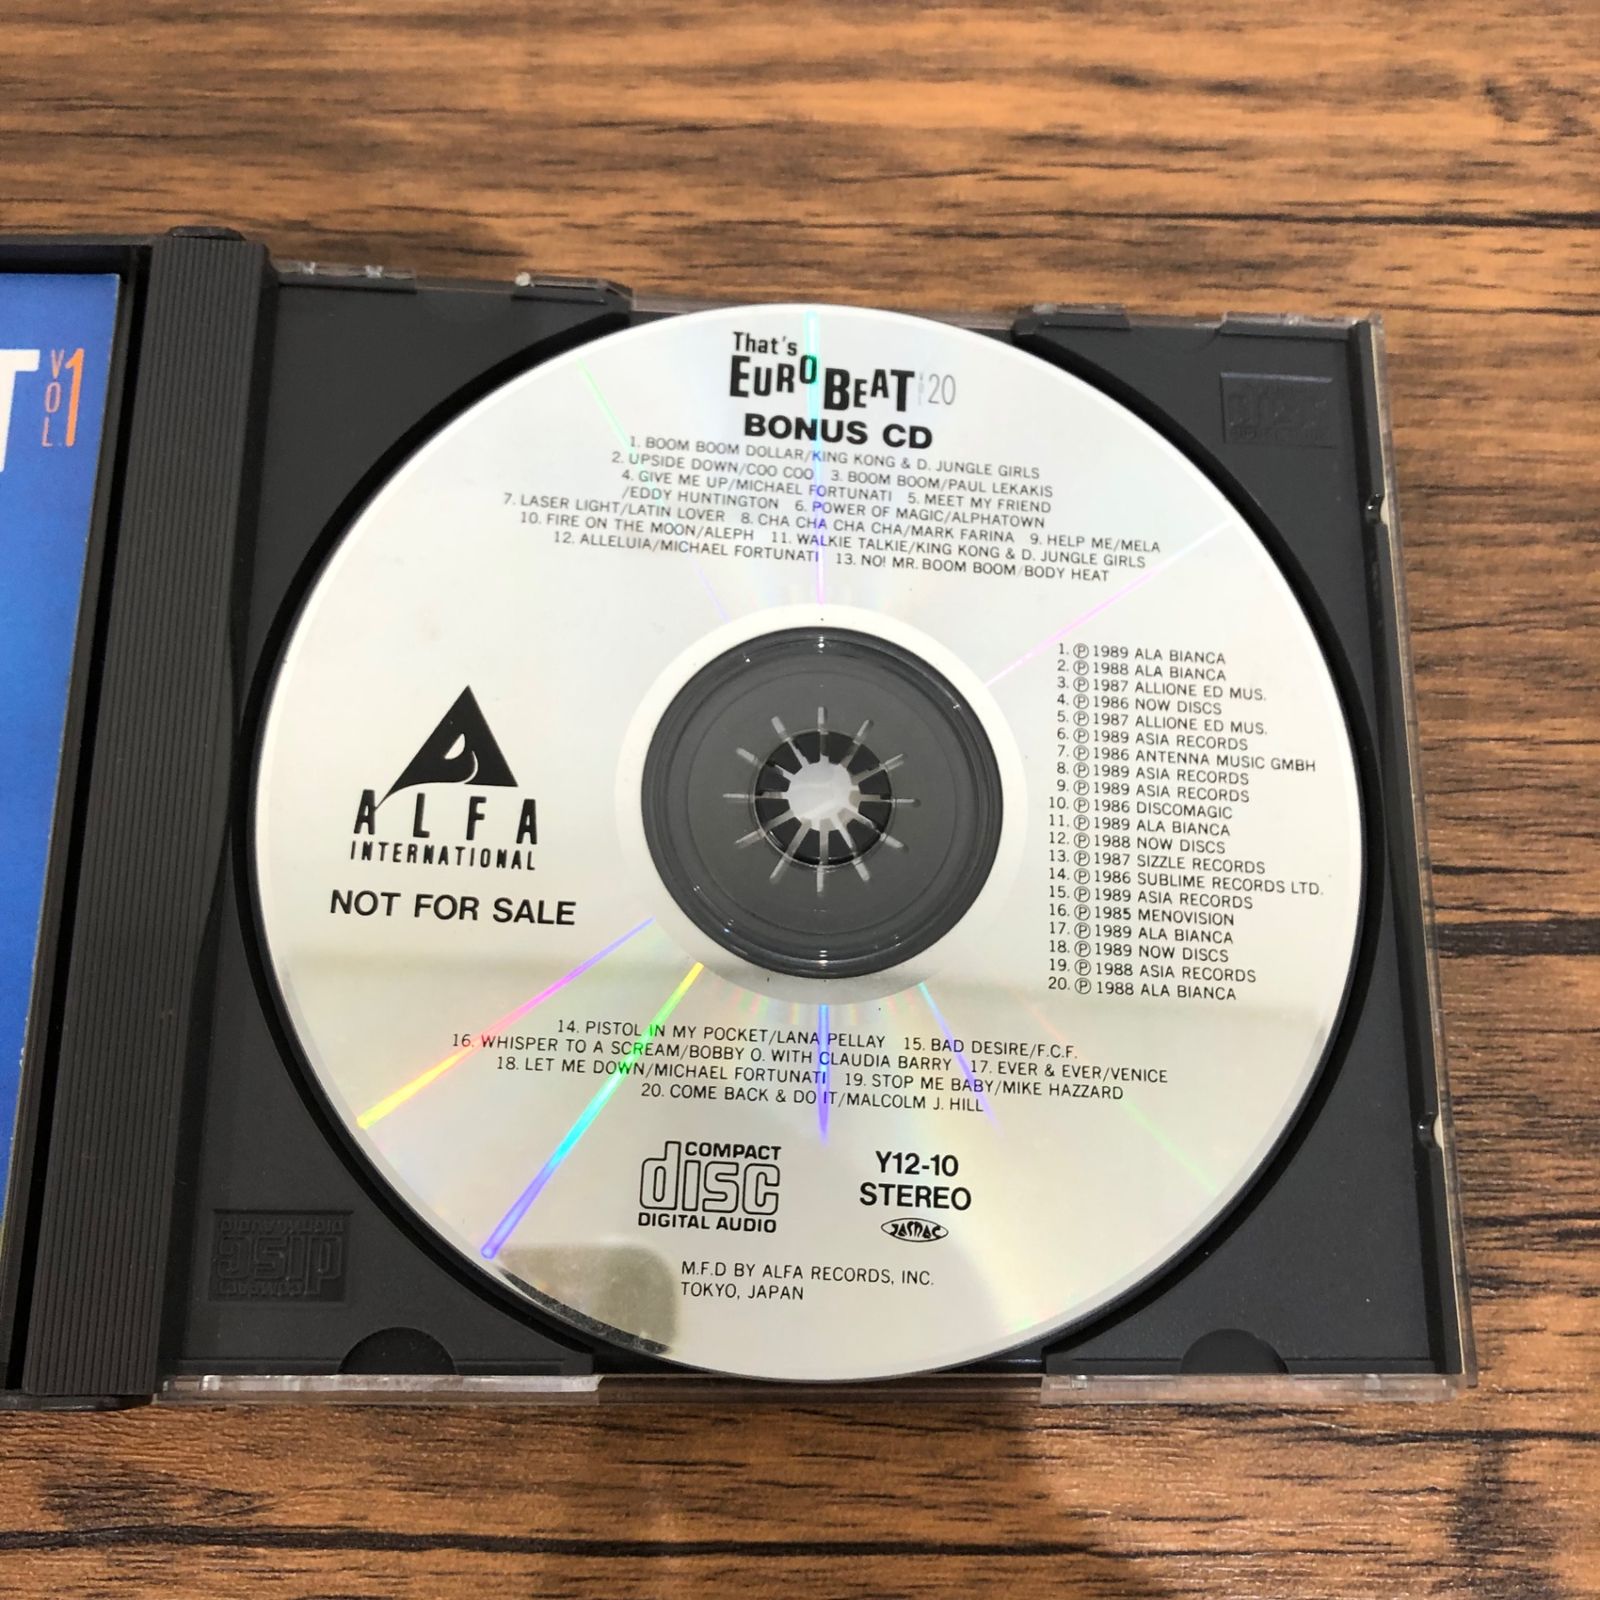 T
VOL.1
That's
EUROBEAT VOL. 20
BONUS CD
1. BOOM BOOM DOLLAR/KING KONG & D. JUNGLE GIRLS
2. UPSIDE DOWN/COO COO 3. BOOM BOOM/PAUL LEKAKIS
4. GIVE ME UP/MICHAEL FORTUNATI 5. MEET MY FRIEND
/EDDY HUNTINGTON 6. POWER OF MAGIC/ALPHATOWN
7. LASER LIGHT/LATIN LOVER 8. CHA CHA CHA CHA/MARK FARINA 9. HELP ME/MELA
10. FIRE ON THE MOON/ALEPH 11. WALKIE TALKIE/KING KONG & D. JUNGLE GIRLS
12. ALLELUIA/MICHAEL FORTUNATI 13. NO! MR. BOOM BOOM/BODY HEAT
1. ℗ 1989 ALA BIANCA
2. ℗ 1988 ALA BIANCA
3. ℗ 1987 ALLIONE ED MUS.
4. ℗ 1986 NOW DISCS
5. ℗ 1987 ALLIONE ED MUS.
6. ℗ 1989 ASIA RECORDS
7. ℗ 1986 ANTENNA MUSIC GMBH
8. ℗ 1989 ASIA RECORDS
9. ℗ 1989 ASIA RECORDS
10. ℗ 1986 DISCOMAGIC
11. ℗ 1989 ALA BIANCA
12. ℗ 1988 NOW DISCS
13. ℗ 1987 SIZZLE RECORDS
14. ℗ 1986 SUBLIME RECORDS LTD.
15. ℗ 1989 ASIA RECORDS
16. ℗ 1985 MENOVISION
17. ℗ 1989 ALA BIANCA
18. ℗ 1989 NOW DISCS
19. ℗ 1988 ASIA RECORDS
20. ℗ 1988 ALA BIANCA
ALFA
INTERNATIONAL
NOT FOR SALE
14. PISTOL IN MY POCKET/LANA PELLAY 15. BAD DESIRE/F.C.F.
16. WHISPER TO A SCREAM/BOBBY O. WITH CLAUDIA BARRY 17. EVER & EVER/VENICE
18. LET ME DOWN/MICHAEL FORTUNATI 19. STOP ME BABY/MIKE HAZZARD
20. COME BACK & DO IT/MALCOLM J. HILL
COMPACT
disc
DIGITAL AUDIO
Y12-10
STEREO
JASRAC
M.F.D BY ALFA RECORDS, INC.
TOKYO, JAPAN